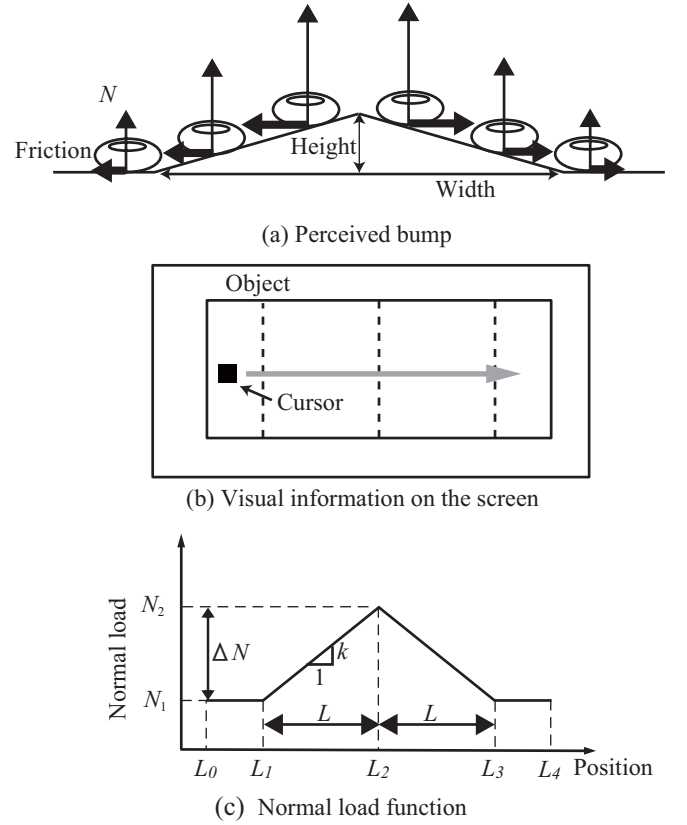 N
Friction
Height
Width
(a) Perceived bump
Object
Cursor
(b) Visual information on the screen
Normal load
N2
ΔN
N1
k
1
L L
L0 L1 L2 L3 L4 Position
(c) Normal load function